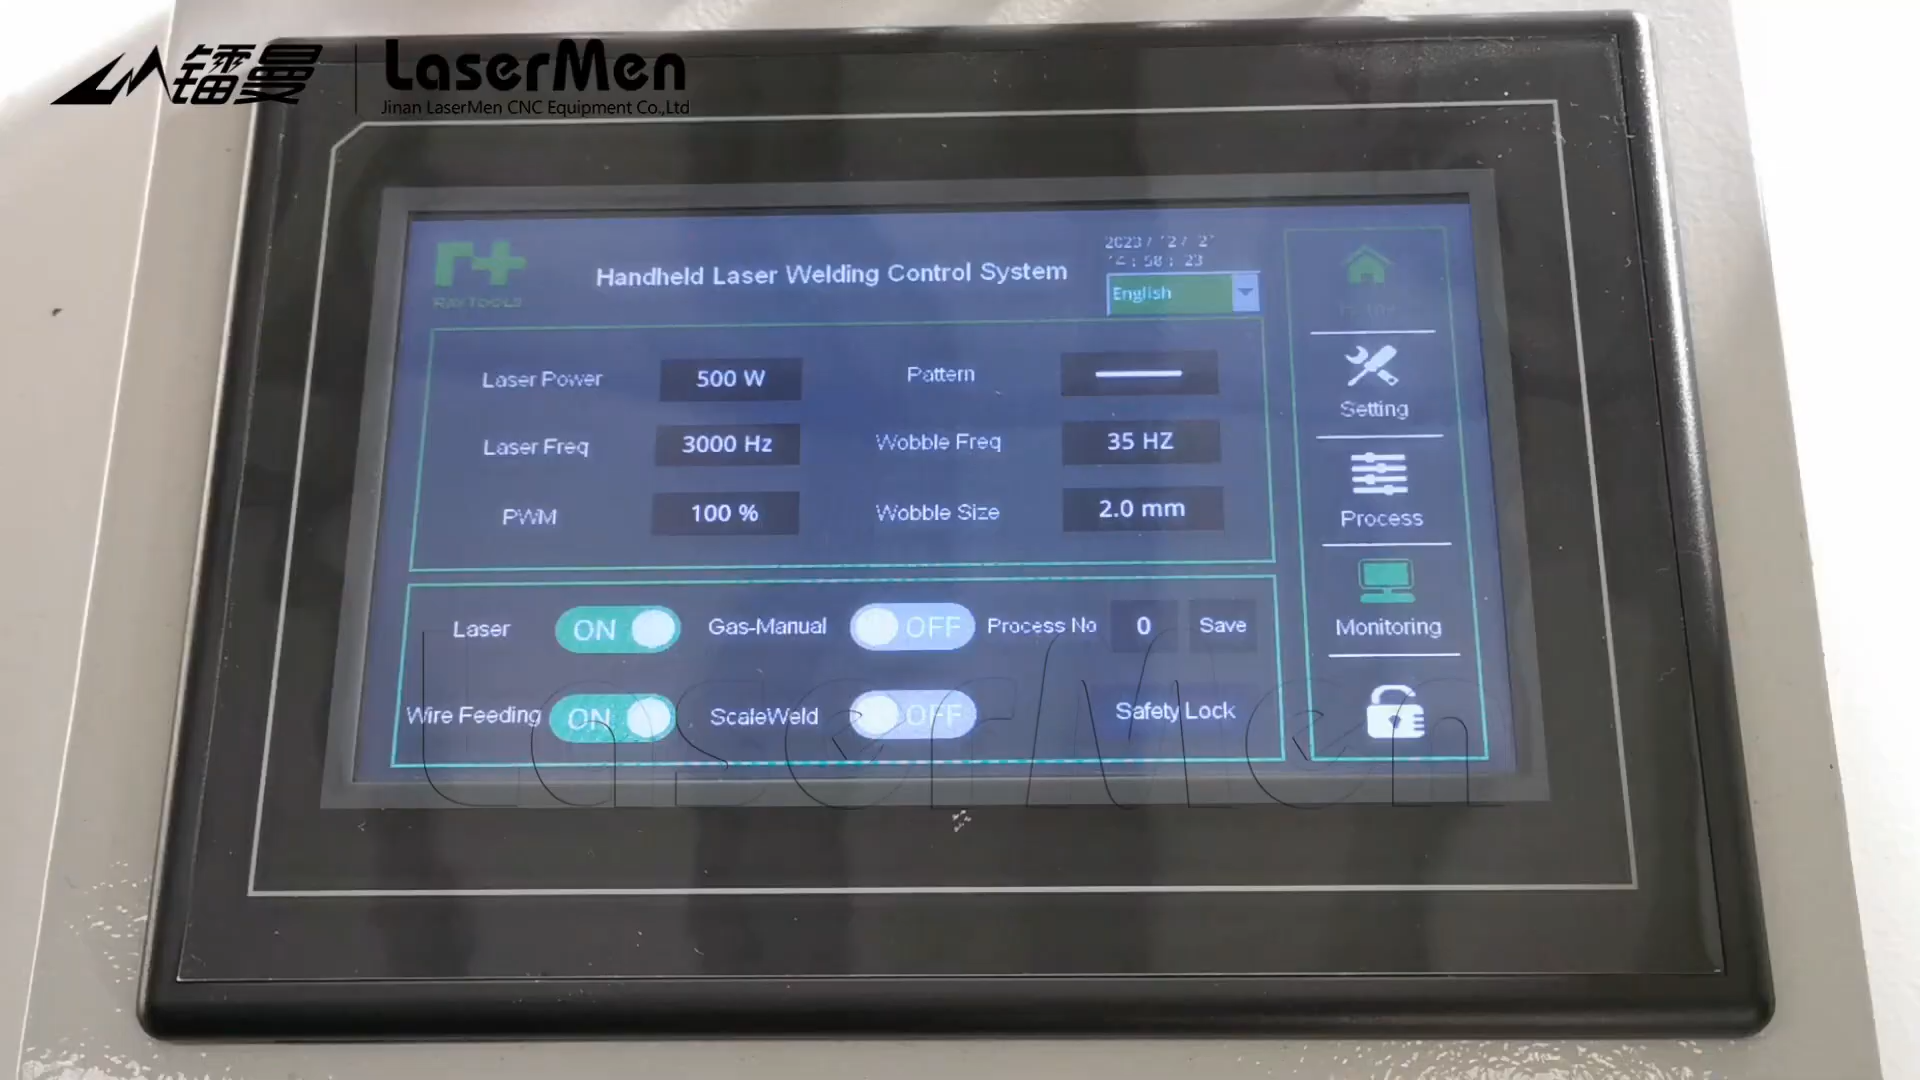 镭曼 LaserMen
Jinan LaserMen CNC Equipment Co.,Ltd
RAYTOOLS
Handheld Laser Welding Control System
English
Laser Power 500 W Pattern
Laser Freq 3000 Hz Wobble Freq 35 HZ
PWM 100 % Wobble Size 2.0 mm
Laser ON Gas-Manual OFF Process No 0 Save
Wire Feeding ON ScaleWeld OFF Safety Lock
Setting
Process
Monitoring
LaserMen